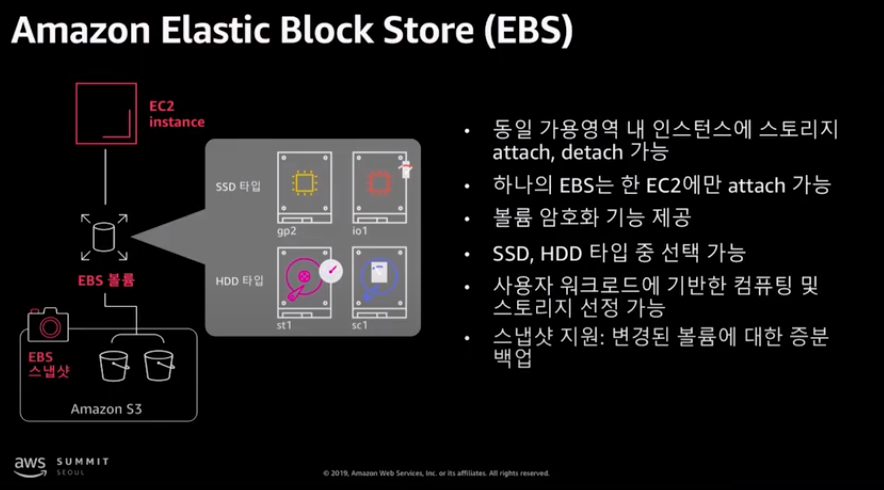 Amazon Elastic Block Store (EBS)
EC2
instance
SSD 타입
gp2
io1
HDD 타입
st1
sc1
EBS 볼륨
EBS
스냅샷
Amazon S3
• 동일 가용영역 내 인스턴스에 스토리지
attach, detach 가능
• 하나의 EBS는 한 EC2에만 attach 가능
• 볼륨 암호화 기능 제공
• SSD, HDD 타입 중 선택 가능
• 사용자 워크로드에 기반한 컴퓨팅 및
스토리지 선정 가능
• 스냅샷 지원: 변경된 볼륨에 대한 증분
백업
aws SUMMIT
SEOUL
© 2019, Amazon Web Services, Inc. or its affiliates. All rights reserved.